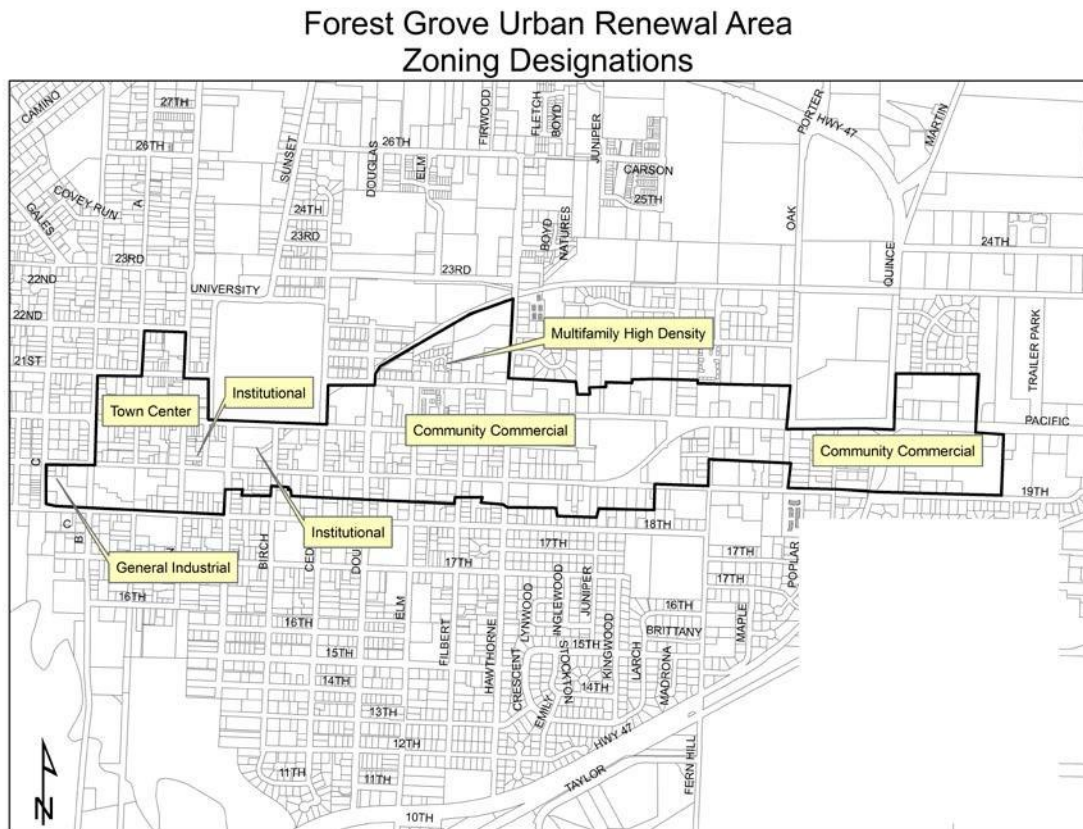 Forest Grove Urban Renewal Area
Zoning Designations
CAMINO
27TH
26TH
SUNSET
DOUGLAS
26TH
ELM
FIRWOOD
FLETCH
BOYD
JUNIPER
PORTER
HWY 47
MARTIN
COVEY RUN
A
GALES
24TH
23RD
CARSON
25TH
BOYD
NATURES
OAK
QUINCE
24TH
23RD
22ND
UNIVERSITY
23RD
22ND
21ST
Multifamily High Density
TRAILER PARK
Institutional
Town Center
Community Commercial
PACIFIC
Community Commercial
C
19TH
Institutional
General Industrial
18TH
C
B
BIRCH
17TH
17TH
17TH
17TH
POPLAR
16TH
16TH
ELM
FILBERT
HAWTHORNE
CRESCENT
LYNWOOD
INGLEWOOD
STOCKTON
JUNIPER
KINGWOOD
16TH
BRITTANY
MAPLE
LARCH
MADRONA
15TH
15TH
14TH
14TH
13TH
EMILY
12TH
HWY 47
11TH
11TH
TAYLOR
FERN HILL
10TH
N